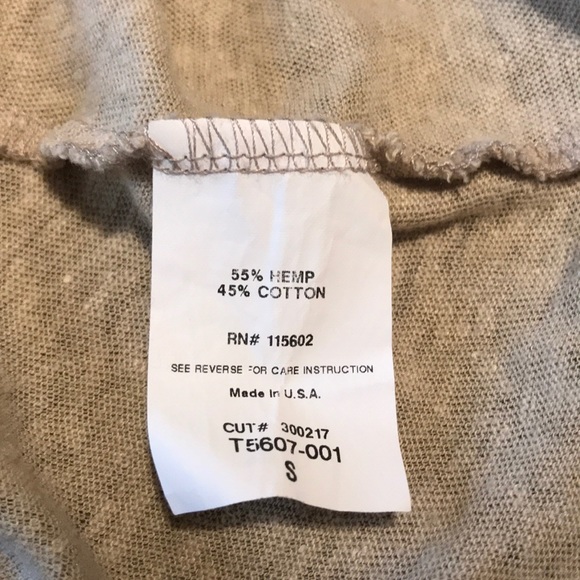 55% HEMP
45% COTTON
RN# 115602
SEE REVERSE FOR CARE INSTRUCTION
Made In U.S.A.
CUT# 300217
T5607-001
S